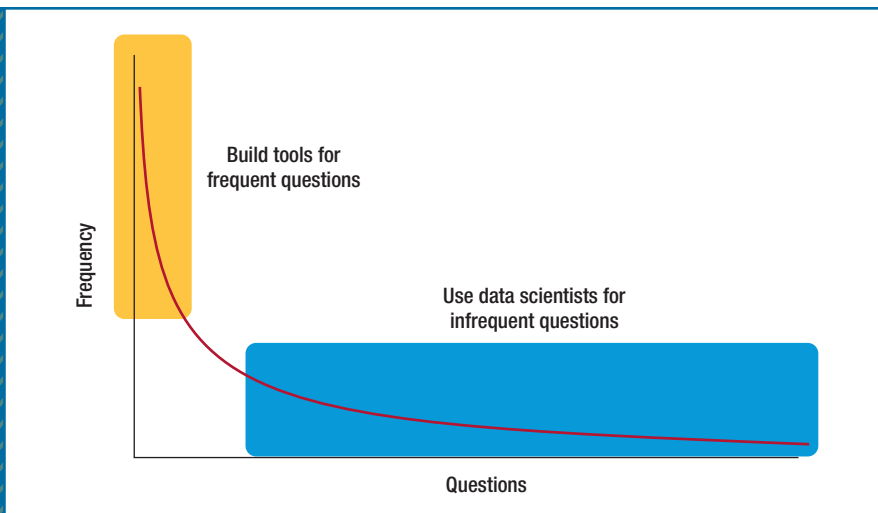 Build tools for
frequent questions
Frequency
Use data scientists for
infrequent questions
Questions